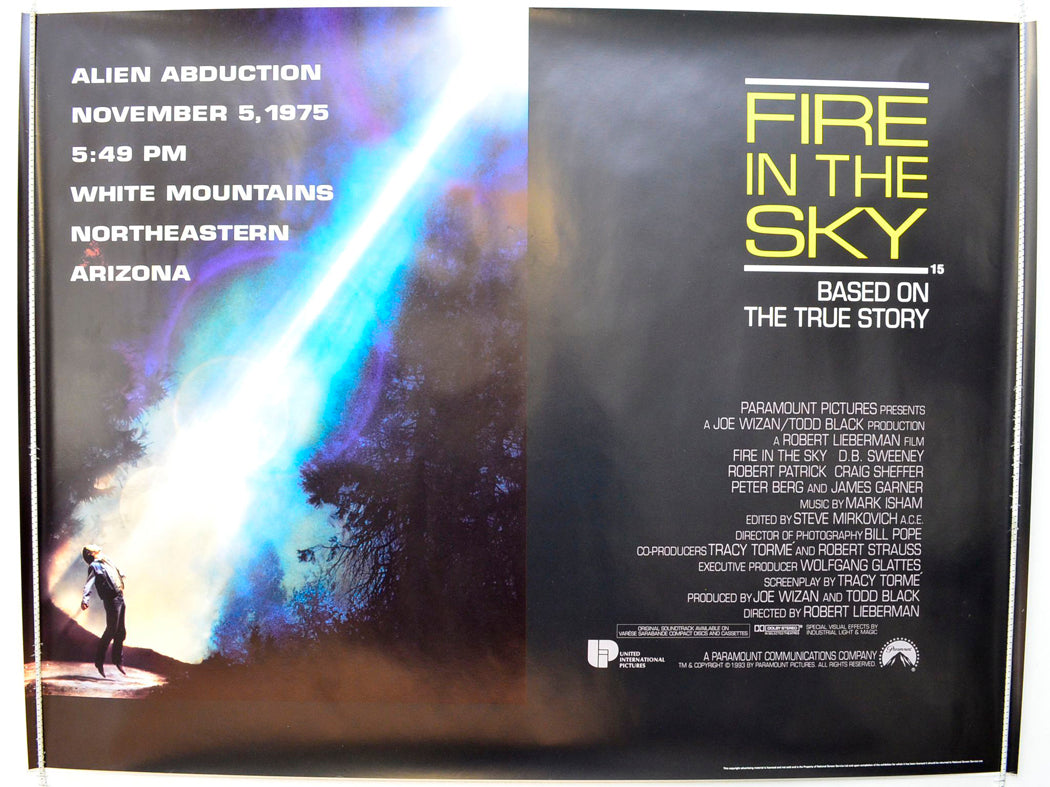 ALIEN ABDUCTION
NOVEMBER 5, 1975
5:49 PM
WHITE MOUNTAINS
NORTHEASTERN
ARIZONA
FIRE
IN THE
SKY
15
BASED ON
THE TRUE STORY
PARAMOUNT PICTURES PRESENTS
A JOE WIZAN/TODD BLACK PRODUCTION
A ROBERT LIEBERMAN FILM
FIRE IN THE SKY D.B. SWEENEY
ROBERT PATRICK CRAIG SHEFFER
PETER BERG AND JAMES GARNER
MUSIC BY MARK ISHAM
EDITED BY STEVE MIRKOVICH A.C.E.
DIRECTOR OF PHOTOGRAPHY BILL POPE
CO-PRODUCERS TRACY TORMÉ AND ROBERT STRAUSS
EXECUTIVE PRODUCER WOLFGANG GLATTES
SCREENPLAY BY TRACY TORMÉ
PRODUCED BY JOE WIZAN AND TODD BLACK
DIRECTED BY ROBERT LIEBERMAN
ORIGINAL SOUNDTRACK AVAILABLE ON
VARÈSE SARABANDE COMPACT DISCS AND CASSETTES
DOLBY STEREO
IN SELECTED THEATRES
SPECIAL VISUAL EFFECTS BY
INDUSTRIAL LIGHT & MAGIC
UNITED
INTERNATIONAL
PICTURES
A PARAMOUNT COMMUNICATIONS COMPANY
TM & COPYRIGHT © 1993 BY PARAMOUNT PICTURES. ALL RIGHTS RESERVED.
Paramount